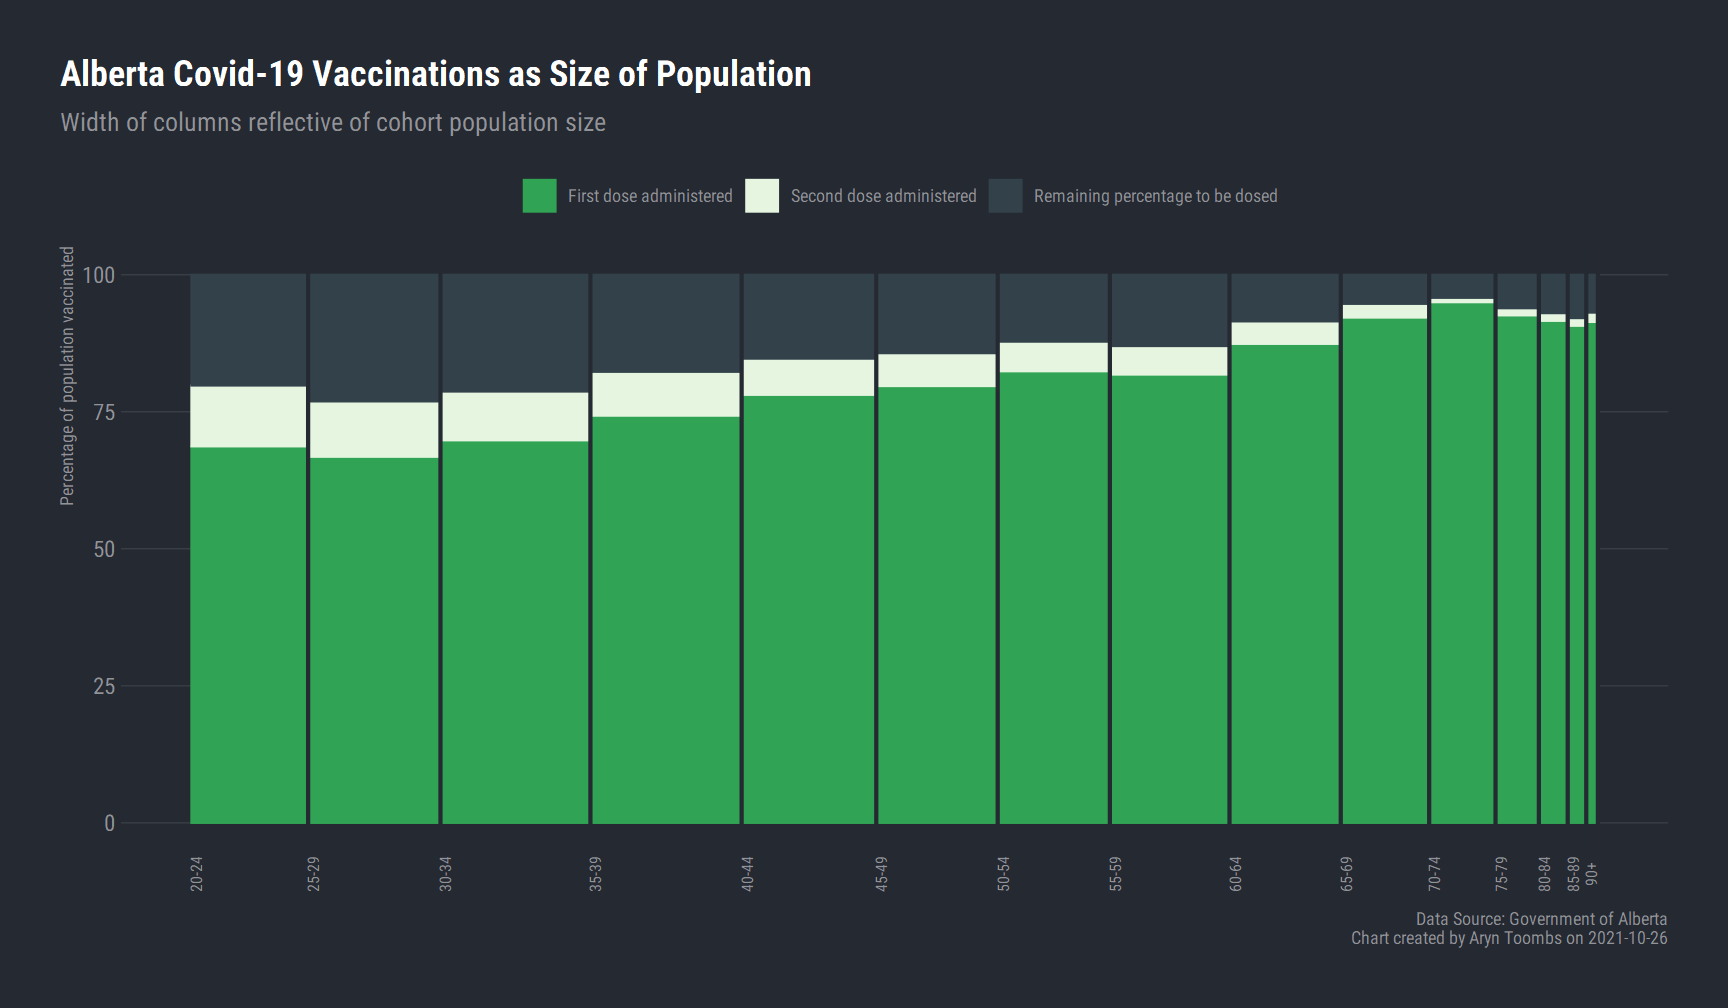 Alberta Covid-19 Vaccinations as Size of Population
Width of columns reflective of cohort population size
First dose administered Second dose administered Remaining percentage to be dosed
Percentage of population vaccinated
100
75
50
25
0
20-24 25-29 30-34 35-39 40-44 45-49 50-54 55-59 60-64 65-69 70-74 75-79 80-84 85-89 90+
Data Source: Government of Alberta
Chart created by Aryn Toombs on 2021-10-26